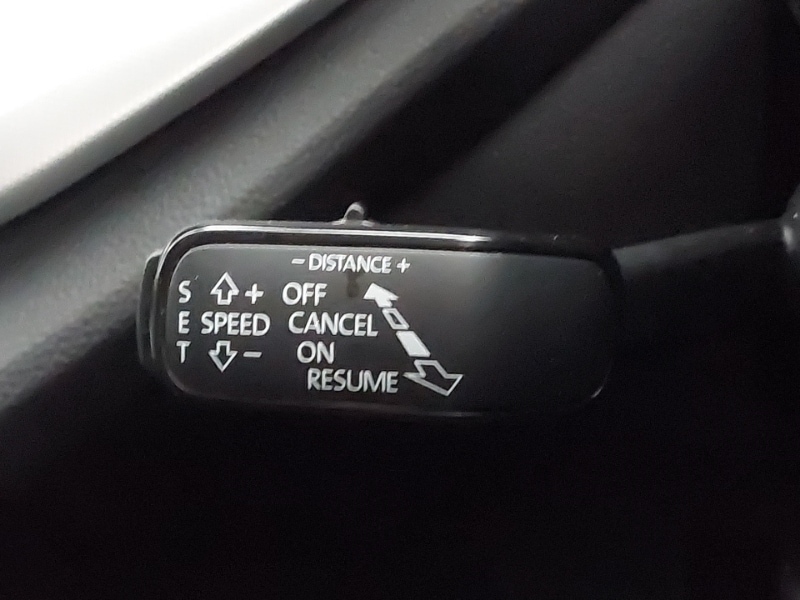 - DISTANCE +
S + OFF
E SPEED CANCEL
T - ON
RESUME